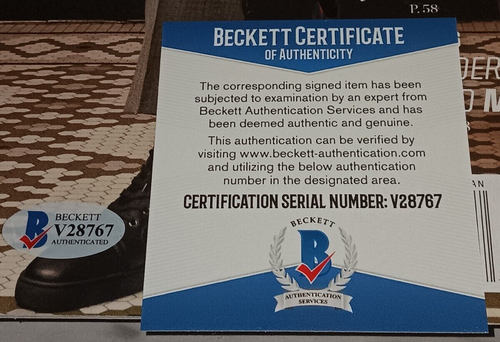 P. 58
BECKETT CERTIFICATE
OF AUTHENTICITY
DER
The corresponding signed item has been
subjected to examination by an expert from
Beckett Authentication Services and has
been deemed authentic and genuine.
This authentication can be verified by
visiting www.beckett-authentication.com
and utilizing the below authentication
number in the designated area.
CERTIFICATION SERIAL NUMBER: V28767
BECKETT
V28767
AUTHENTICATED
BECKETT
B
AUTHENTICATION
SERVICES